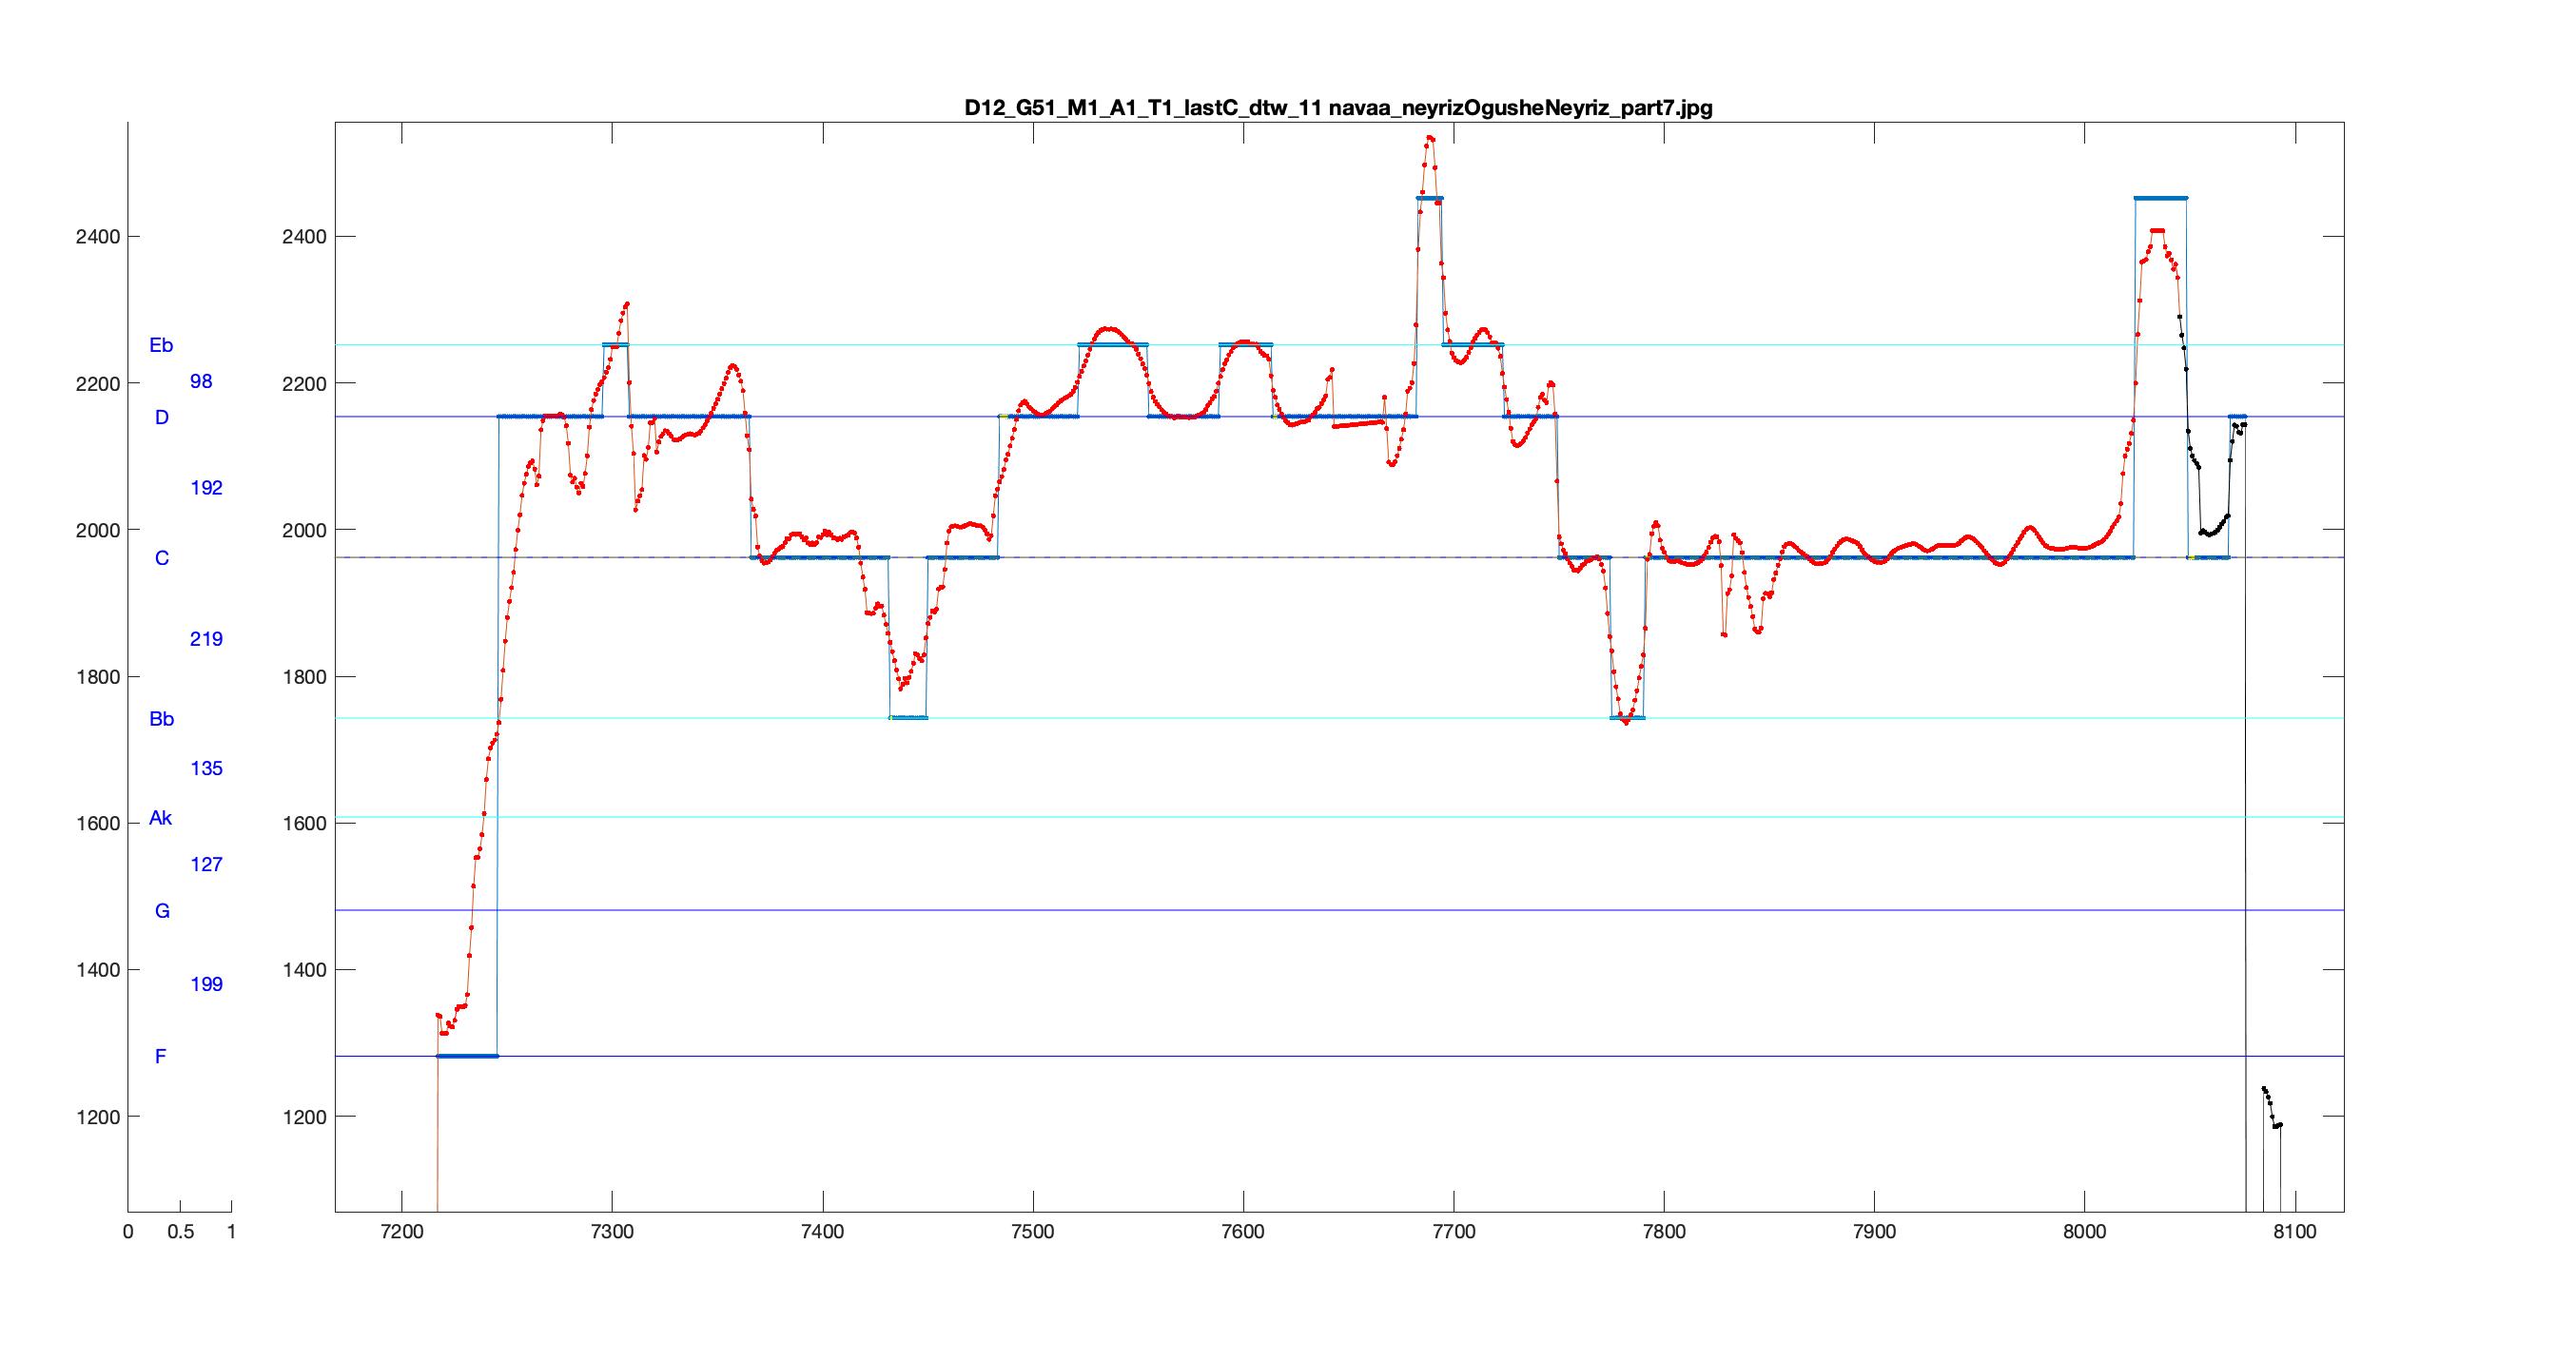 D12_G51_M1_A1_T1_lastC_dtw_11 navaa_neyrizOgusheNeyriz_part7.jpg
2400 2400
Eb
2200 98 2200
D
192
2000 2000
C
219
1800 1800
Bb
135
1600 Ak 1600
127
G
1400 1400
199
F
1200 1200
0 0.5 1 7200 7300 7400 7500 7600 7700 7800 7900 8000 8100